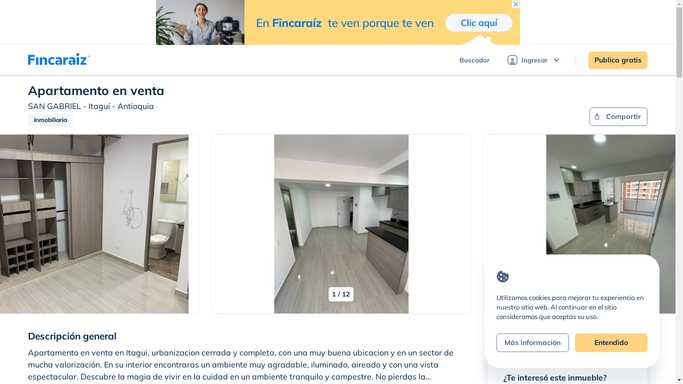 En Fincaraíz te ven porque te ven
Clic aquí
Fincaraíz
Buscador
Ingresar
Publica gratis
Apartamento en venta
SAN GABRIEL - Itaguí - Antioquia
Inmobiliaria
Compartir
1 / 12
Utilizamos cookies para mejorar tu experiencia en
nuestro sitio web. Al continuar en el sitio
consideramos que aceptas su uso.
Más información
Entendido
Descripción general
Apartamento en venta en Itagui, urbanizacion cerrada y completa, con una muy buena ubicacion y en un sector de
mucha valorización. En su interior encontraras un ambiente muy agradable, iluminado, aireado y con una vista
espectacular. Descubre la magia de vivir en la cuidad en un ambiente tranquilo y campestre. No pierdas la...
¿Te interesó este inmueble?